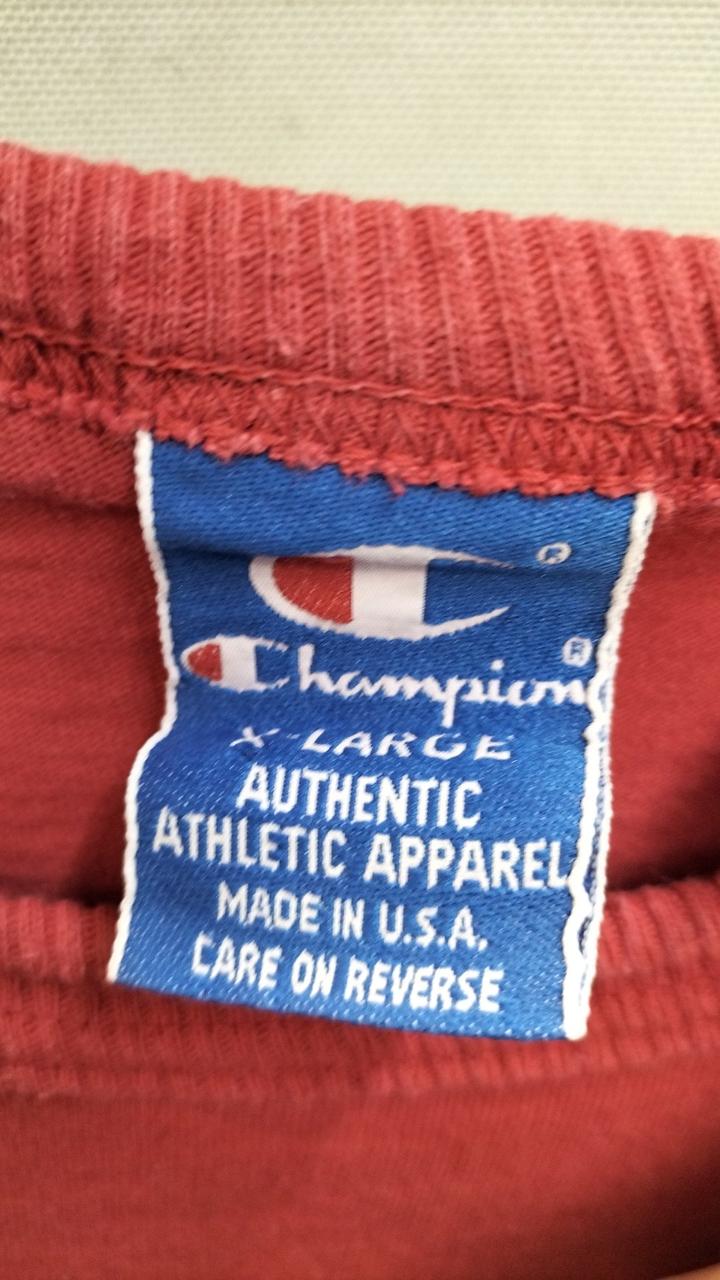 ®
Champion®
X-LARGE
AUTHENTIC
ATHLETIC APPAREL
MADE IN U.S.A.
CARE ON REVERSE